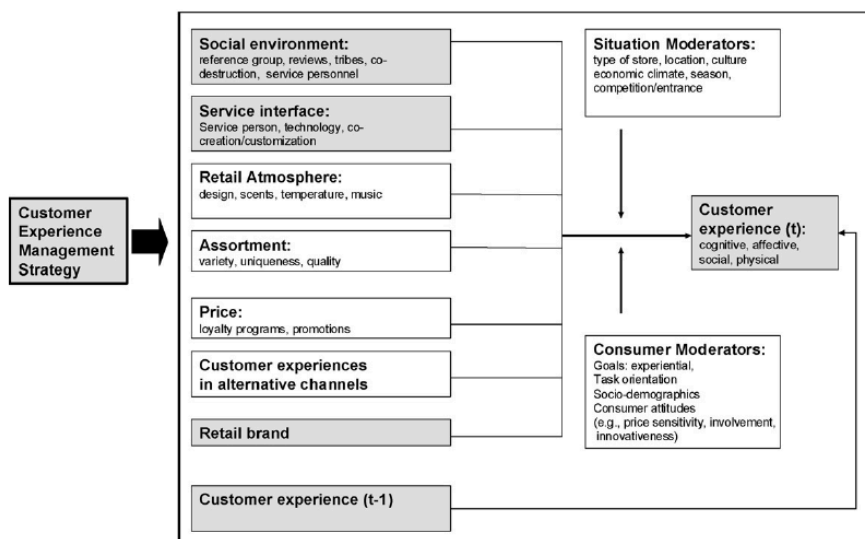 Customer
Experience
Management
Strategy
Social environment:
reference group, reviews, tribes, co-
destruction, service personnel
Service interface:
Service person, technology, co-
creation/customization
Retail Atmosphere:
design, scents, temperature, music
Assortment:
variety, uniqueness, quality
Price:
loyalty programs, promotions
Customer experiences
in alternative channels
Retail brand
Customer experience (t-1)
Situation Moderators:
type of store, location, culture
economic climate, season,
competition/entrance
Customer
experience (t):
cognitive, affective,
social, physical
Consumer Moderators:
Goals: experiential,
Task orientation
Socio-demographics
Consumer attitudes
(e.g., price sensitivity, involvement,
innovativeness)